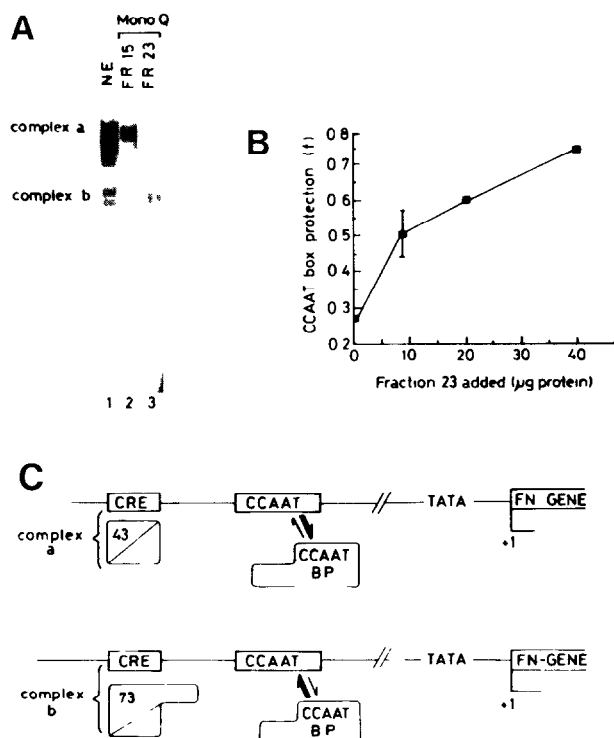 A
Mono Q
NE
FR 15
FR 23
complex a
complex b
1 2 3
B
CCAAT box protection (f)
0 8
0.7
0 6
0 5
0 4
0.3
0 2
0 10 20 30 40
Fraction 23 added (µg protein)
C
CRE CCAAT TATA FN GENE
complex a
43
CCAAT
BP
+1
CRE CCAAT TATA FN-GENE
complex b
73
CCAAT
BP
+1